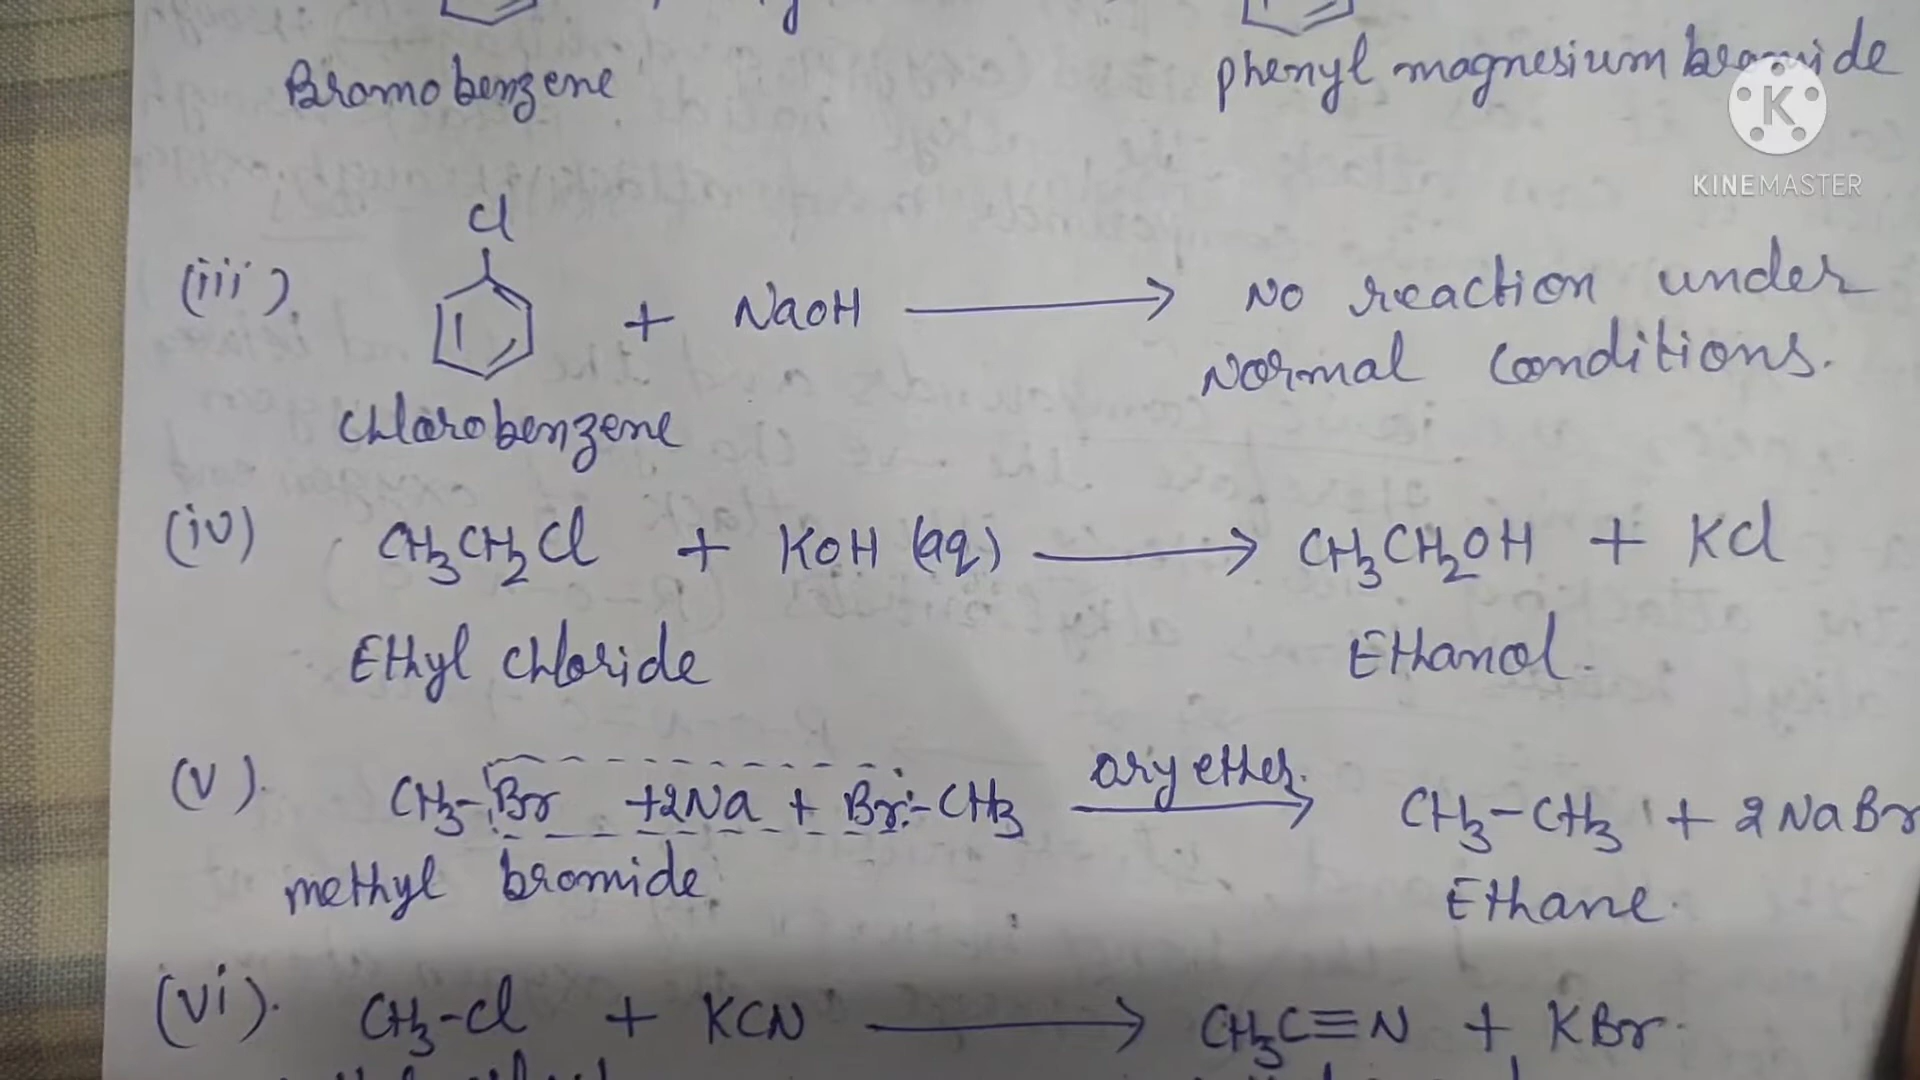 Bromobenzene
phenyl magnesium bromide
K
KINEMASTER
Cl
(iii). + NaOH ⟶ No reaction under
Normal conditions.
Chlorobenzene
(iv) CH₃CH₂Cl + KOH (aq) ⟶ CH₃CH₂OH + KCl
Ethyl chloride Ethanol.
dry ether.
(v). CH₃-Br +2Na + Br-CH₃ ⟶ CH₃-CH₃ + 2NaBr
methyl bromide Ethane.
(vi). CH₃-Cl + KCN ⟶ CH₃C≡N + KBr.